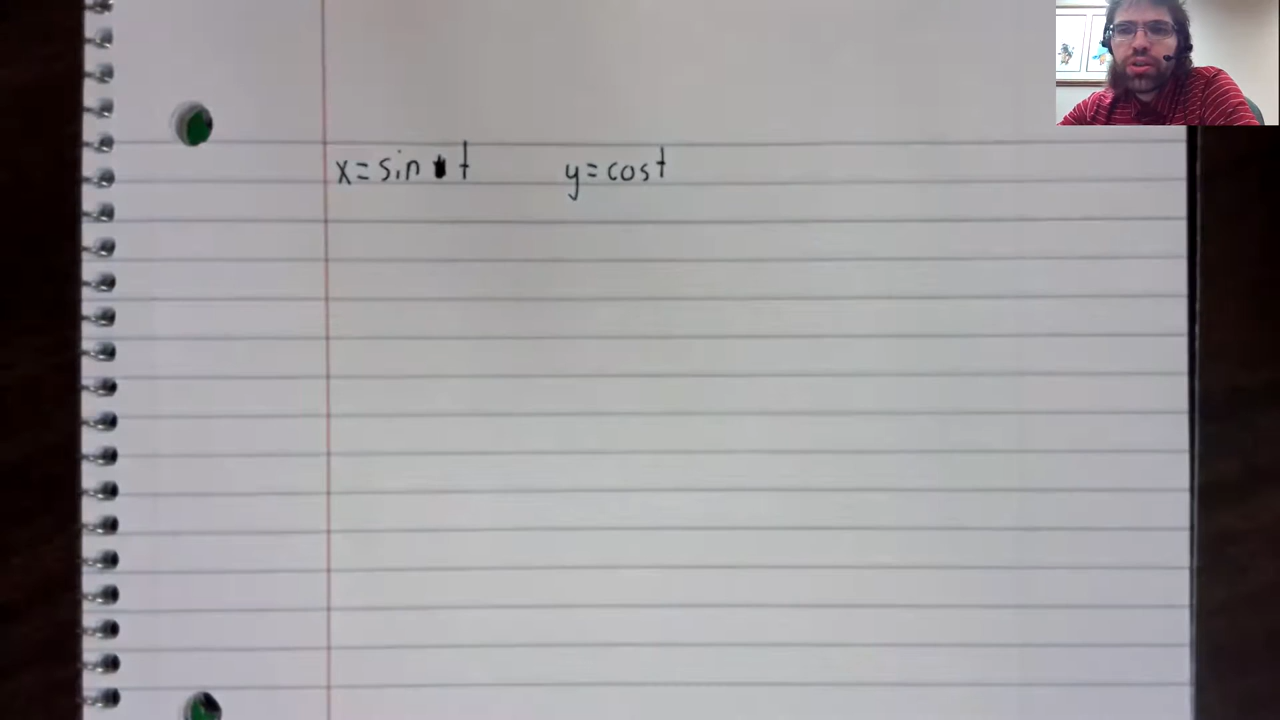 x = sin t y = cos t